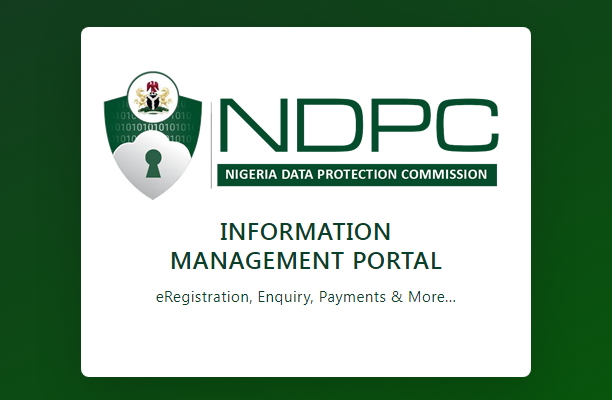 NDPC
NIGERIA DATA PROTECTION COMMISSION
INFORMATION
MANAGEMENT PORTAL
eRegistration, Enquiry, Payments & More...